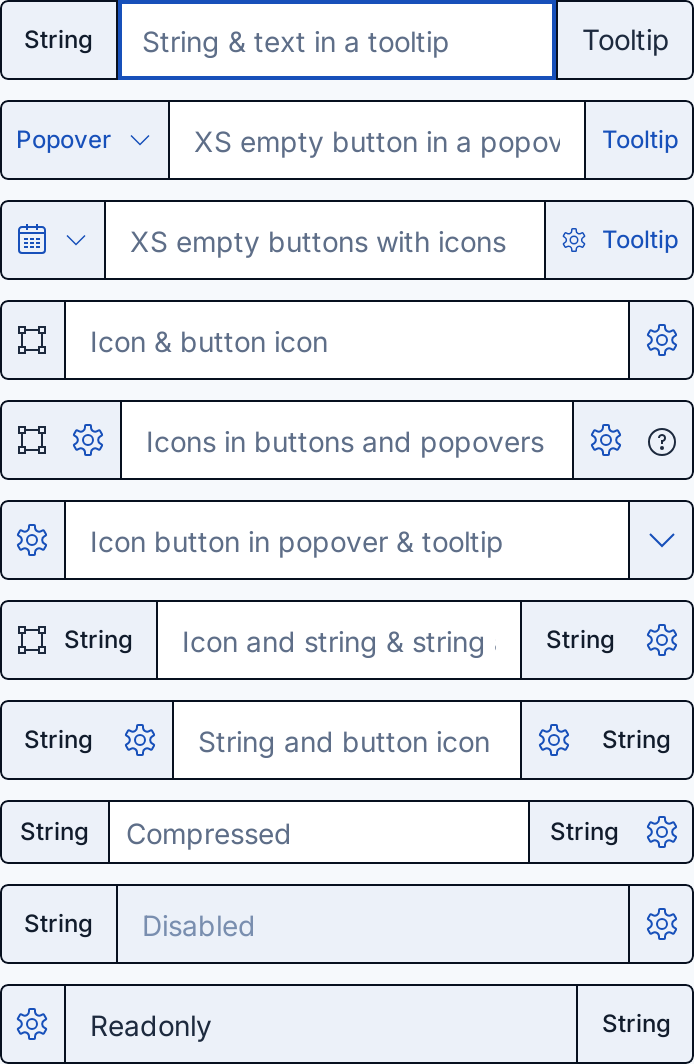 String String & text in a tooltip Tooltip
Popover XS empty button in a popov Tooltip
XS empty buttons with icons Tooltip
Icon & button icon
Icons in buttons and popovers
Icon button in popover & tooltip
String Icon and string & string String
String String and button icon String
String Compressed String
String Disabled
Readonly String